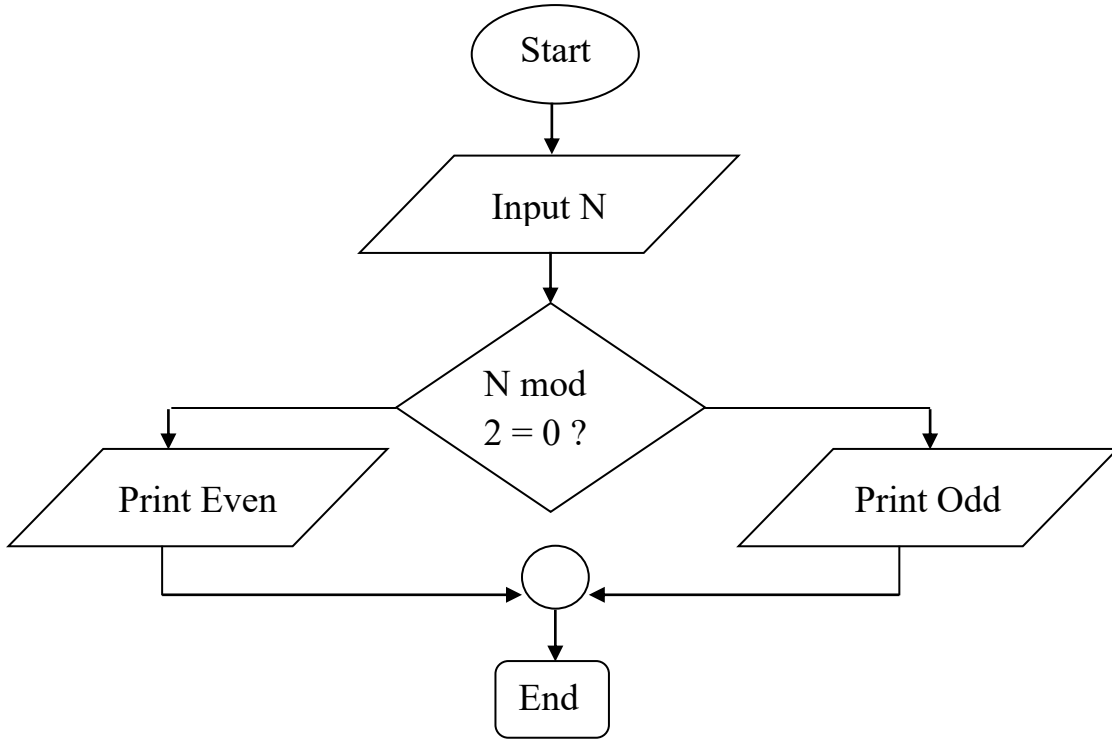 Start
Input N
N mod
2 = 0 ?
Print Even
Print Odd
End